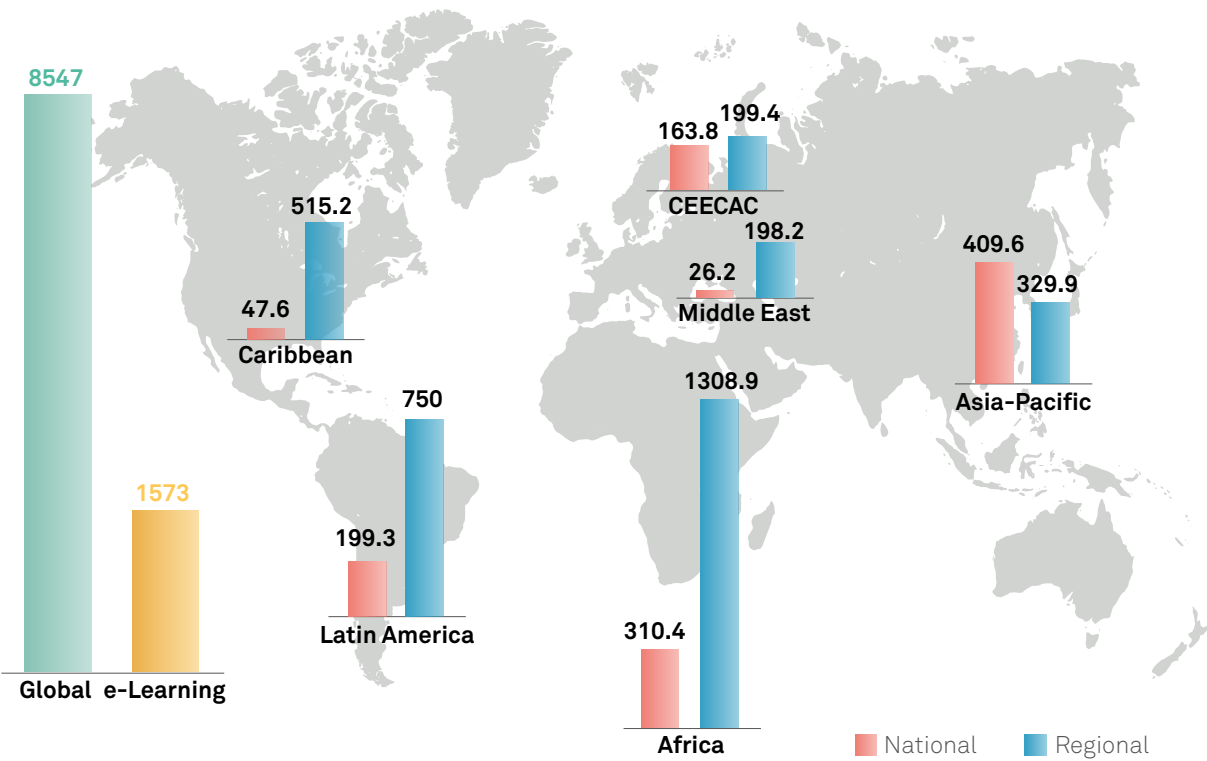 8547
1573
Global e-Learning
515.2
47.6
Caribbean
750
199.3
Latin America
199.4
163.8
CEECAC
198.2
26.2
Middle East
1308.9
310.4
Africa
409.6
329.9
Asia-Pacific
National Regional